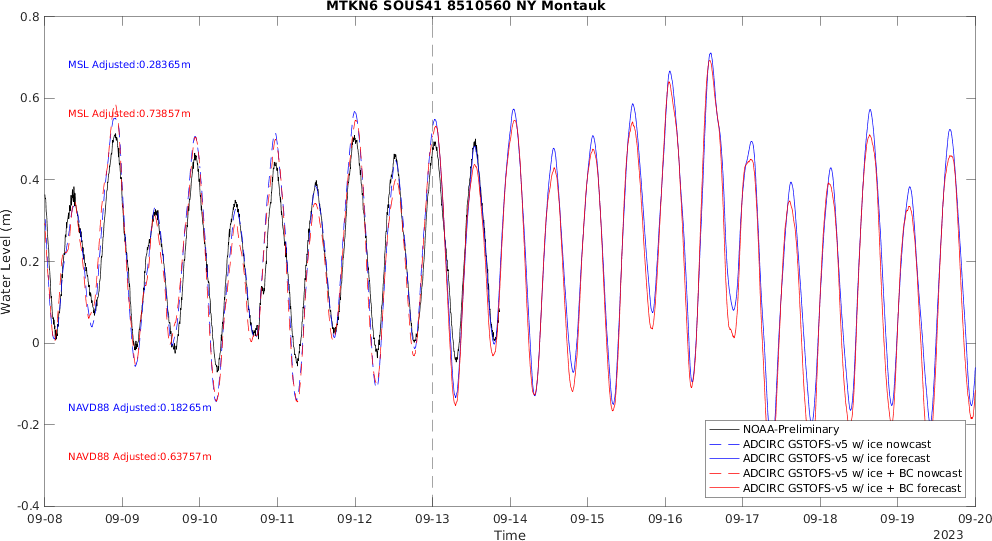 MTKN6 SOUS41 8510560 NY Montauk
0.8
0.6
0.4
0.2
0
-0.2
-0.4
Water Level (m)
MSL Adjusted:0.28365m
MSL Adjusted:0.73857m
NAVD88 Adjusted:0.18265m
NAVD88 Adjusted:0.63757m
NOAA-Preliminary
ADCIRC GSTOFS-v5 w/ ice nowcast
ADCIRC GSTOFS-v5 w/ ice forecast
ADCIRC GSTOFS-v5 w/ ice + BC nowcast
ADCIRC GSTOFS-v5 w/ ice + BC forecast
09-08 09-09 09-10 09-11 09-12 09-13 09-14 09-15 09-16 09-17 09-18 09-19 09-20
Time
2023